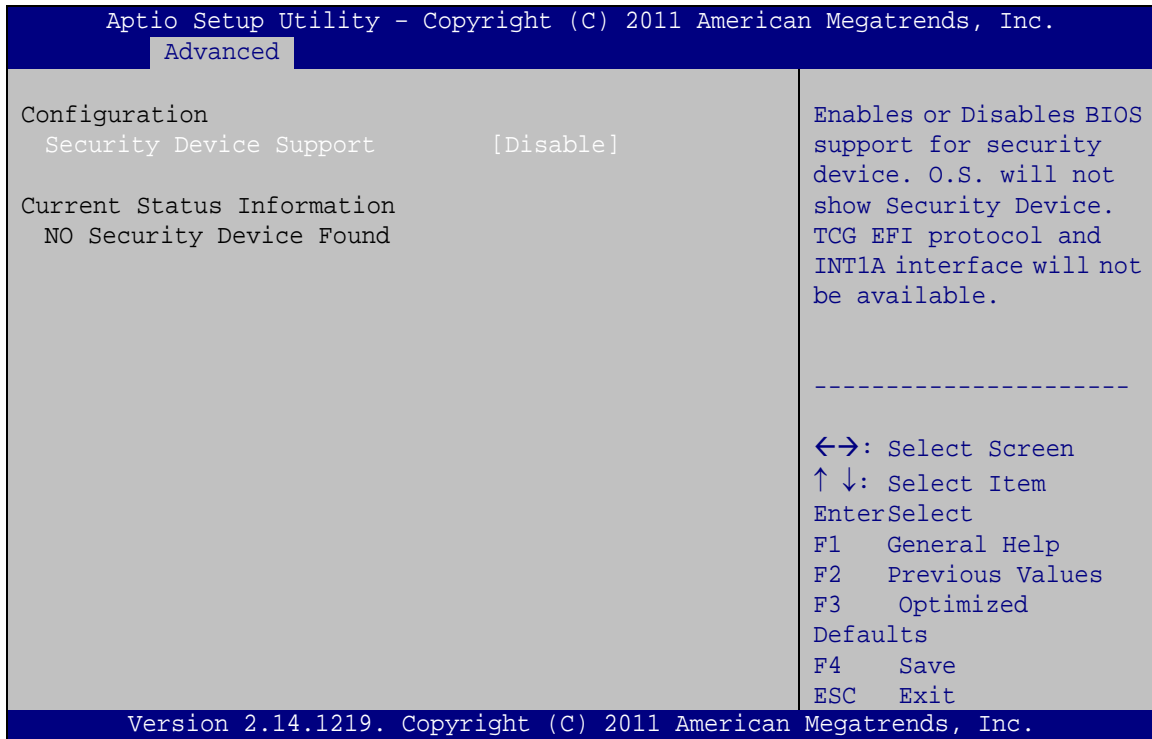 Aptio Setup Utility – Copyright (C) 2011 American Megatrends, Inc.
Advanced
Configuration
Security Device Support [Disable]
Current Status Information
NO Security Device Found
Enables or Disables BIOS
support for security
device. O.S. will not
show Security Device.
TCG EFI protocol and
INT1A interface will not
be available.
----------------------
←→: Select Screen
↑ ↓: Select Item
EnterSelect
F1 General Help
F2 Previous Values
F3 Optimized
Defaults
F4 Save
ESC Exit
Version 2.14.1219. Copyright (C) 2011 American Megatrends, Inc.